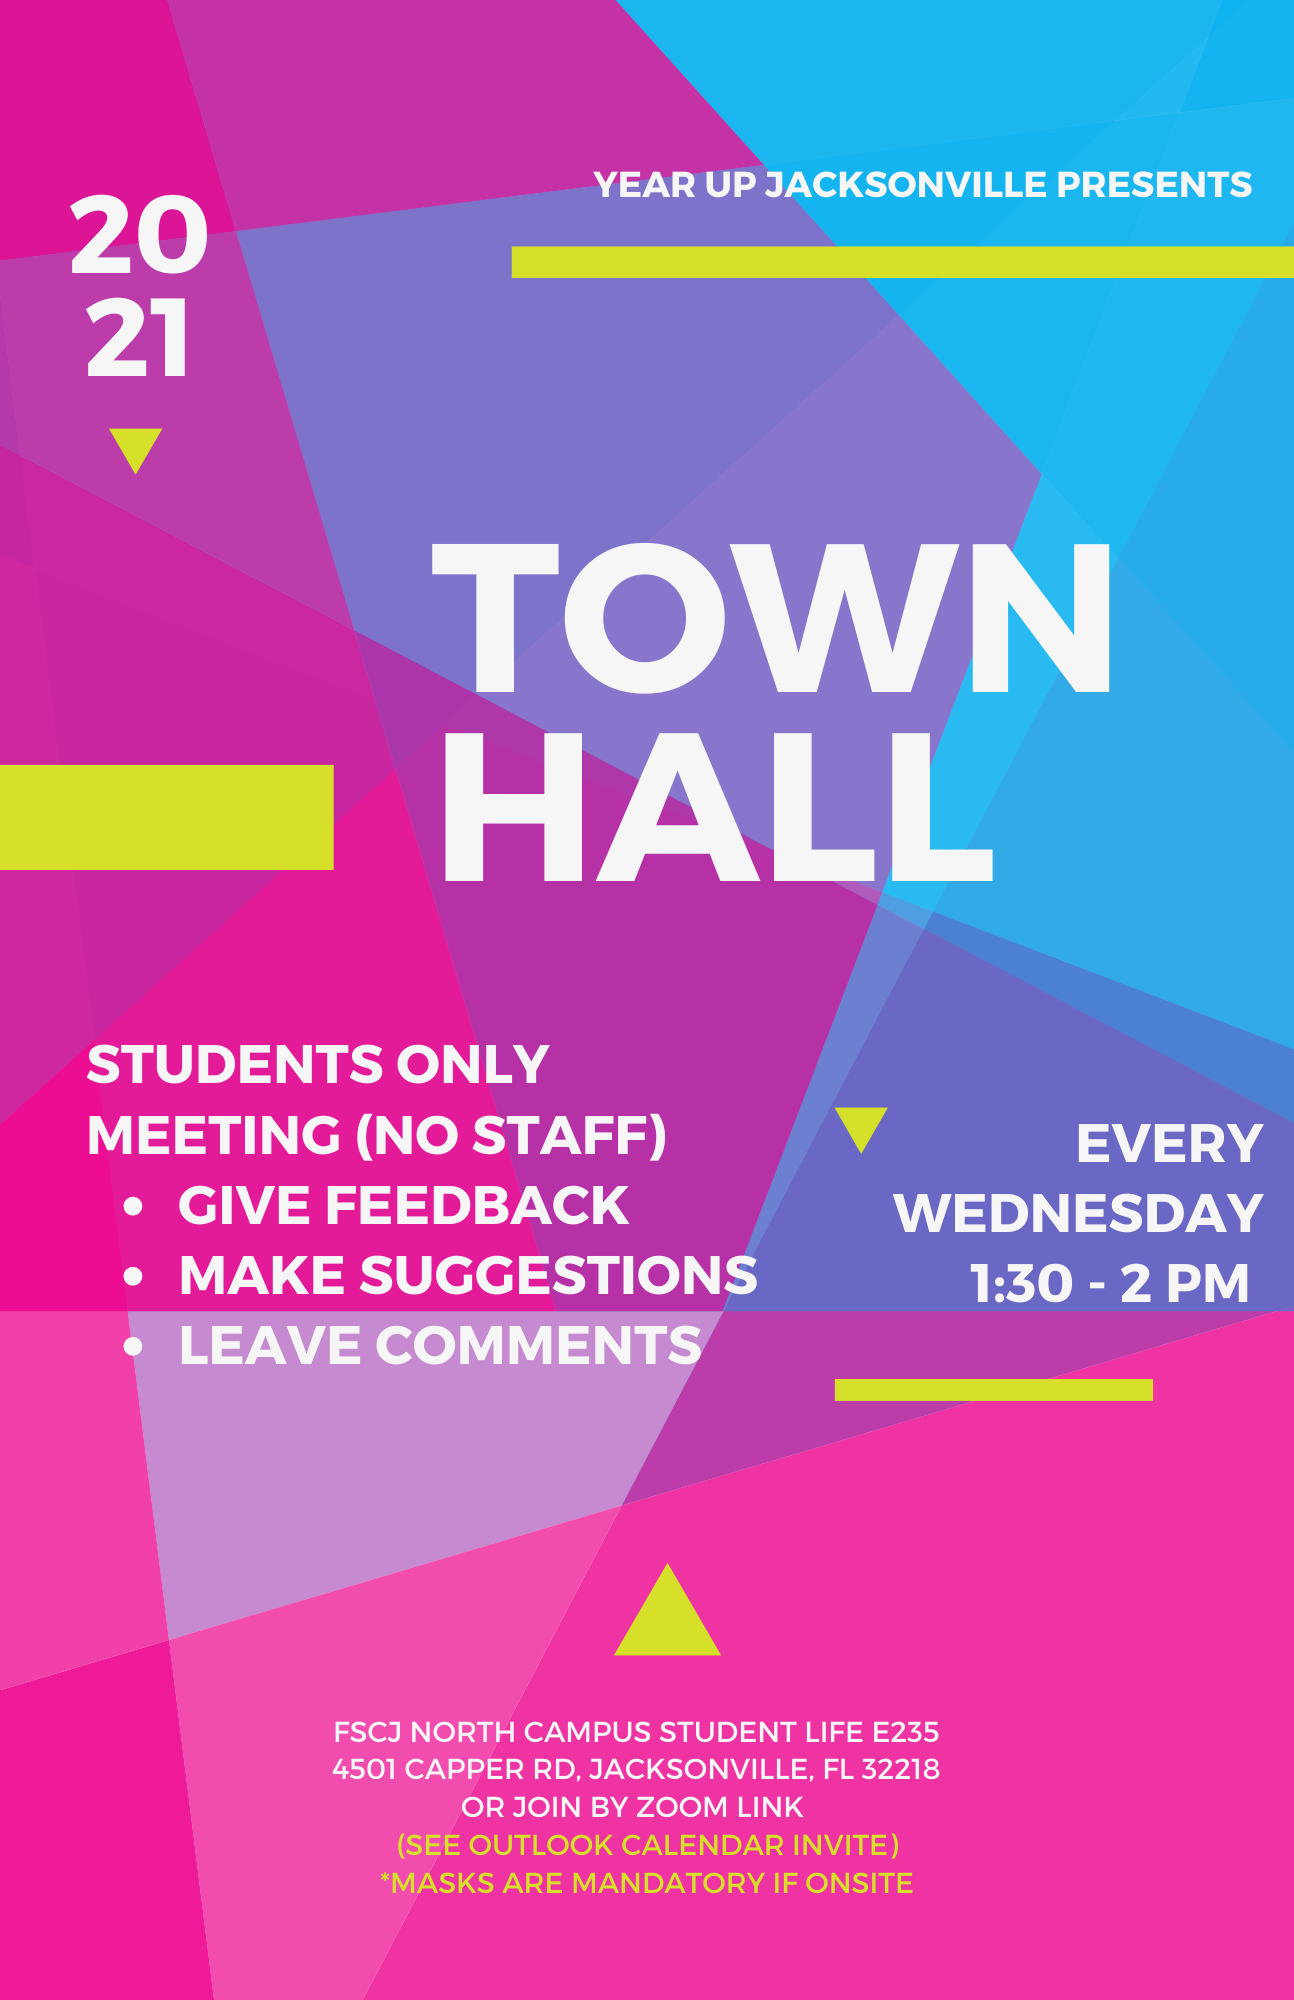 YEAR UP JACKSONVILLE PRESENTS
20
21
TOWN
HALL
STUDENTS ONLY
MEETING (NO STAFF)
• GIVE FEEDBACK
• MAKE SUGGESTIONS
• LEAVE COMMENTS
EVERY
WEDNESDAY
1:30 - 2 PM
FSCJ NORTH CAMPUS STUDENT LIFE E235
4501 CAPPER RD, JACKSONVILLE, FL 32218
OR JOIN BY ZOOM LINK
(SEE OUTLOOK CALENDAR INVITE)
*MASKS ARE MANDATORY IF ONSITE